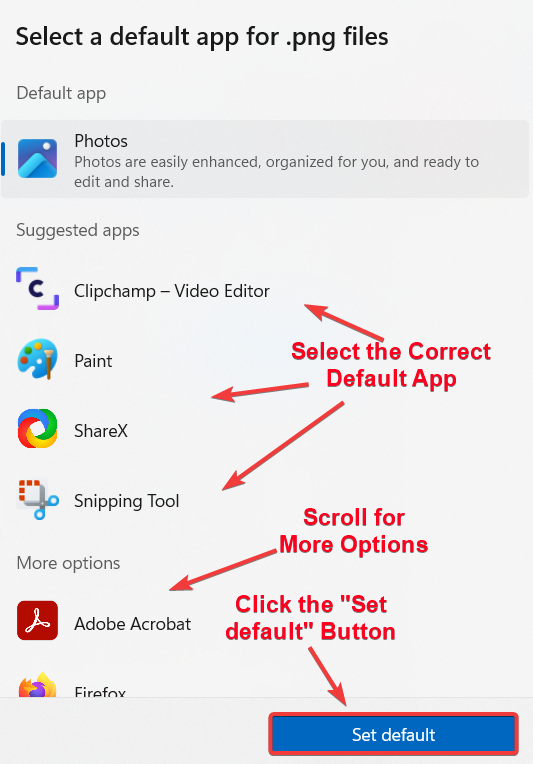 Select a default app for .png files
Default app
Photos
Photos are easily enhanced, organized for you, and ready to
edit and share.
Suggested apps
Clipchamp – Video Editor
Select the Correct
Default App
Paint
ShareX
Snipping Tool
Scroll for
More Options
More options
Adobe Acrobat
Click the "Set
default" Button
Firefox
Set default